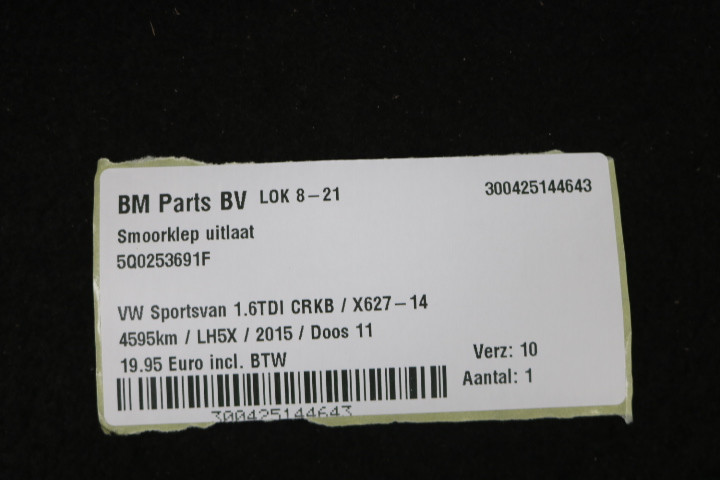 BM Parts BV LOK 8-21 300425144643
Smoorklep uitlaat
5Q0253691F
VW Sportsvan 1.6TDI CRKB / X627-14
4595km / LH5X / 2015 / Doos 11
19.95 Euro incl. BTW
Verz: 10
Aantal: 1
300425144643